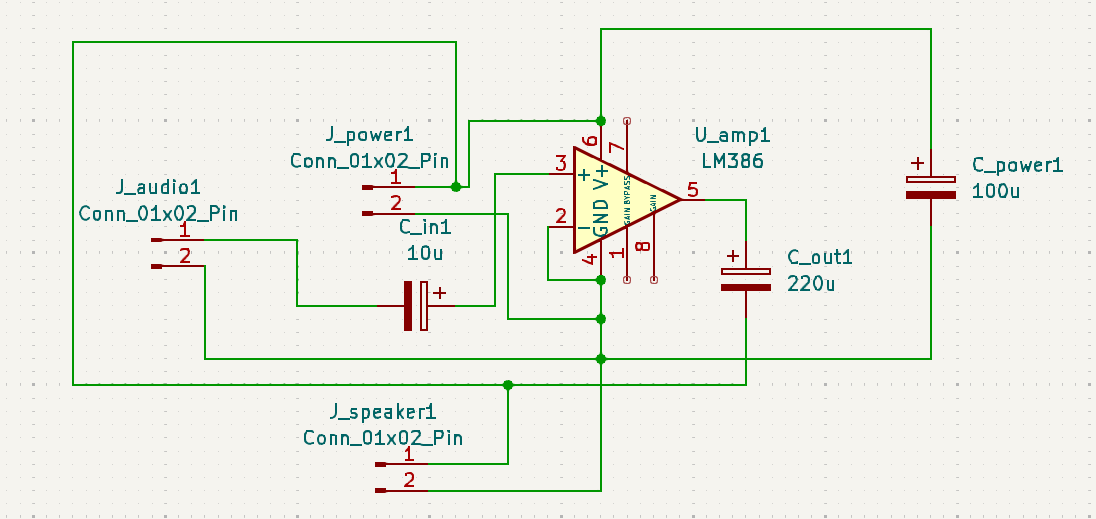 J_power1
Conn_01x02_Pin
1
2
J_audio1
Conn_01x02_Pin
1
2
C_in1
10u
+
U_amp1
LM386
6
7
3
+
V+
BYPASS
5
2
-
GND
GAIN
GAIN
4
1
8
C_power1
100u
+
C_out1
220u
+
J_speaker1
Conn_01x02_Pin
1
2